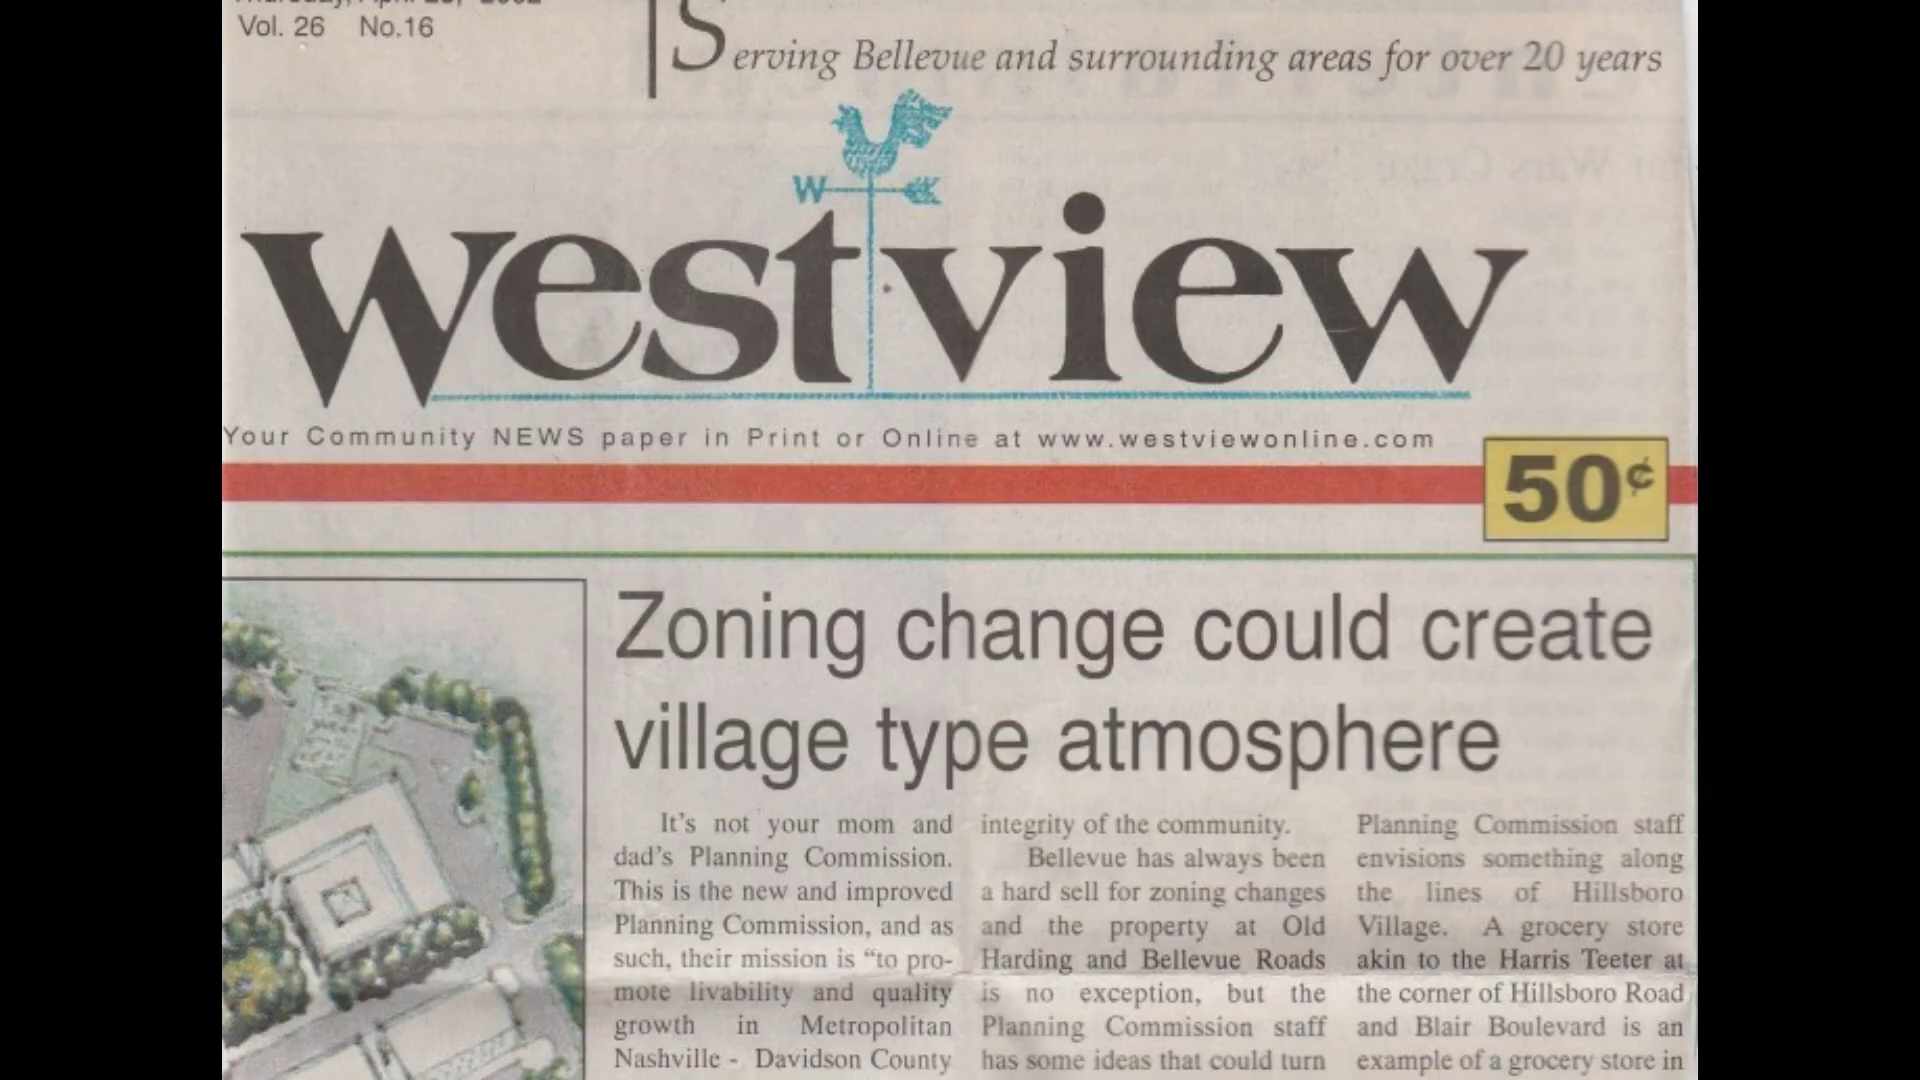 Vol. 26 No.16
Serving Bellevue and surrounding areas for over 20 years
W
westview
Your Community NEWS paper in Print or Online at www.westviewonline.com
50¢
Zoning change could create
village type atmosphere
It's not your mom and
dad's Planning Commission.
This is the new and improved
Planning Commission, and as
such, their mission is “to pro-
mote livability and quality
growth in Metropolitan
Nashville - Davidson County
integrity of the community.
Bellevue has always been
a hard sell for zoning changes
and the property at Old
Harding and Bellevue Roads
is no exception, but the
Planning Commission staff
has some ideas that could turn
Planning Commission staff
envisions something along
the lines of Hillsboro
Village. A grocery store
akin to the Harris Teeter at
the corner of Hillsboro Road
and Blair Boulevard is an
example of a grocery store in